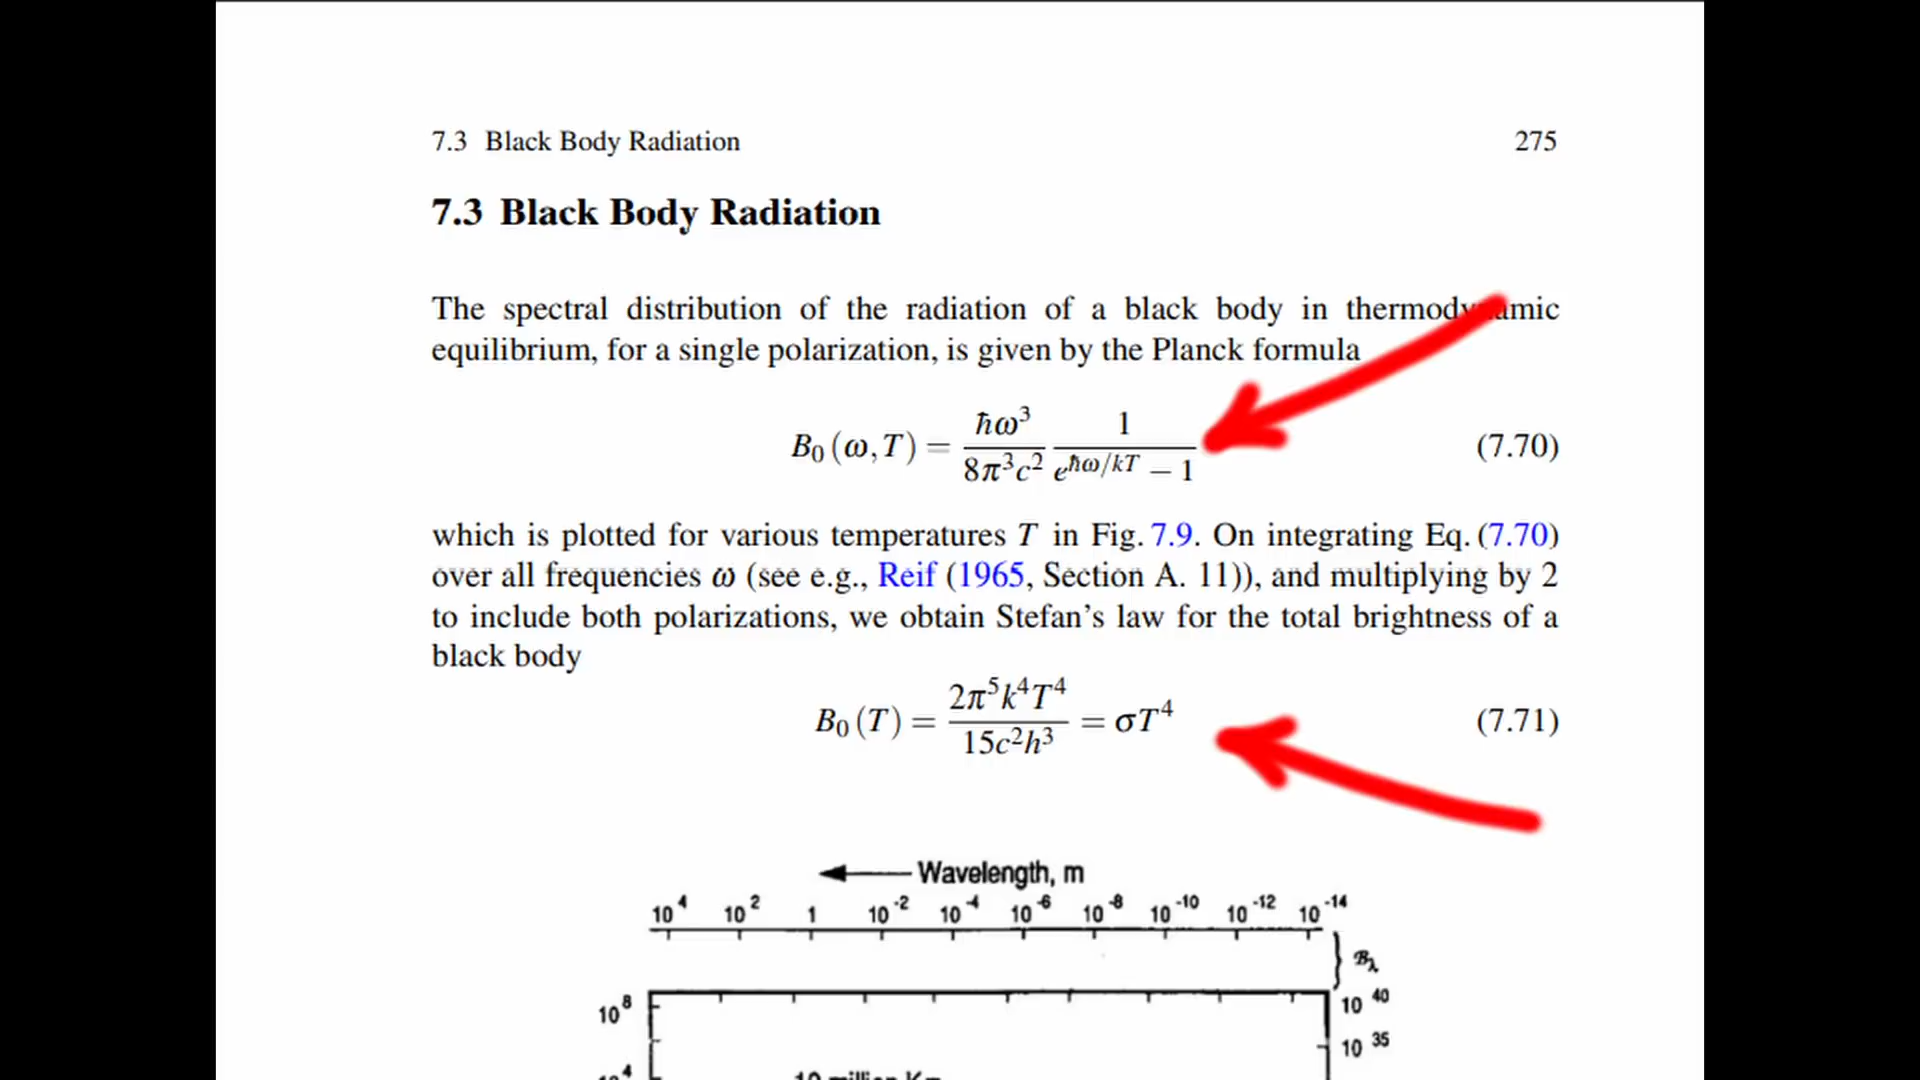 7.3 Black Body Radiation 275
7.3 Black Body Radiation
The spectral distribution of the radiation of a black body in thermodynamic
equilibrium, for a single polarization, is given by the Planck formula
B₀ (ω,T) = ħω³/8π³c² 1/e^{ħω/kT} − 1 (7.70)
which is plotted for various temperatures T in Fig. 7.9. On integrating Eq. (7.70)
over all frequencies ω (see e.g., Reif (1965, Section A. 11)), and multiplying by 2
to include both polarizations, we obtain Stefan's law for the total brightness of a
black body
B₀ (T) = 2π⁵k⁴T⁴/15c²h³ = σT⁴ (7.71)
Wavelength, m
10⁴ 10² 1 10⁻² 10⁻⁴ 10⁻⁶ 10⁻⁸ 10⁻¹⁰ 10⁻¹² 10⁻¹⁴
ℬλ
10⁸ 10⁴⁰
10³⁵
10⁴ 10 million